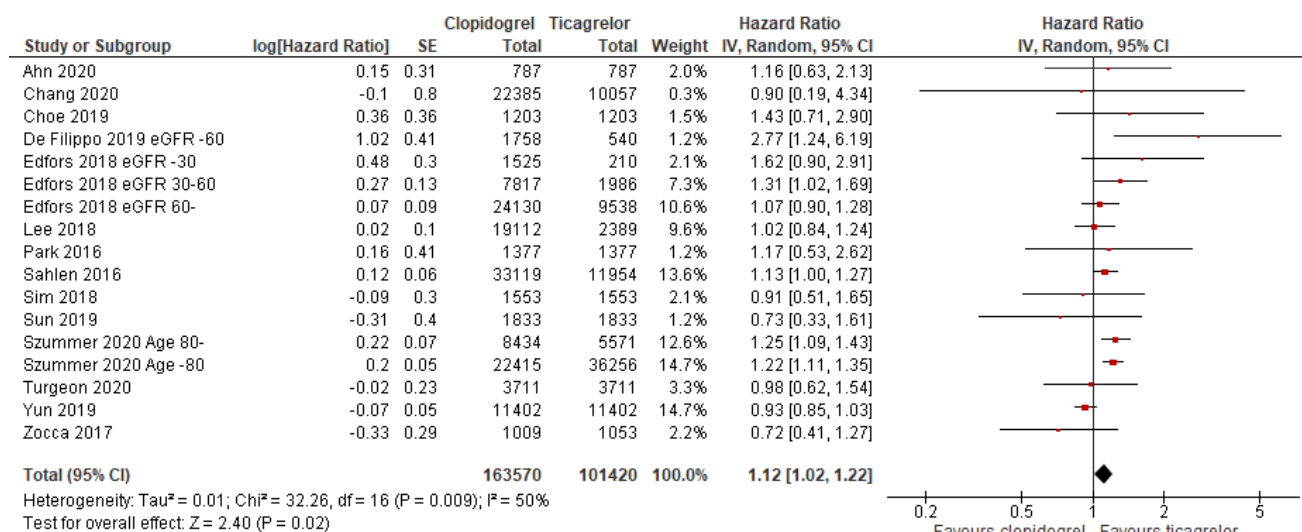 Clopidogrel Ticagrelor Hazard Ratio Hazard Ratio
Study or Subgroup log[Hazard Ratio] SE Total Total Weight IV, Random, 95% CI IV, Random, 95% CI
Ahn 2020 0.15 0.31 787 787 2.0% 1.16 [0.63, 2.13]
Chang 2020 -0.1 0.8 22385 10057 0.3% 0.90 [0.19, 4.34]
Choe 2019 0.36 0.36 1203 1203 1.5% 1.43 [0.71, 2.90]
De Filippo 2019 eGFR -60 1.02 0.41 1758 540 1.2% 2.77 [1.24, 6.19]
Edfors 2018 eGFR -30 0.48 0.3 1525 210 2.1% 1.62 [0.90, 2.91]
Edfors 2018 eGFR 30-60 0.27 0.13 7817 1986 7.3% 1.31 [1.02, 1.69]
Edfors 2018 eGFR 60- 0.07 0.09 24130 9538 10.6% 1.07 [0.90, 1.28]
Lee 2018 0.02 0.1 19112 2389 9.6% 1.02 [0.84, 1.24]
Park 2016 0.16 0.41 1377 1377 1.2% 1.17 [0.53, 2.62]
Sahlen 2016 0.12 0.06 33119 11954 13.6% 1.13 [1.00, 1.27]
Sim 2018 -0.09 0.3 1553 1553 2.1% 0.91 [0.51, 1.65]
Sun 2019 -0.31 0.4 1833 1833 1.2% 0.73 [0.33, 1.61]
Szummer 2020 Age 80- 0.22 0.07 8434 5571 12.6% 1.25 [1.09, 1.43]
Szummer 2020 Age -80 0.2 0.05 22415 36256 14.7% 1.22 [1.11, 1.35]
Turgeon 2020 -0.02 0.23 3711 3711 3.3% 0.98 [0.62, 1.54]
Yun 2019 -0.07 0.05 11402 11402 14.7% 0.93 [0.85, 1.03]
Zocca 2017 -0.33 0.29 1009 1053 2.2% 0.72 [0.41, 1.27]
Total (95% CI) 163570 101420 100.0% 1.12 [1.02, 1.22]
Heterogeneity: Tau² = 0.01; Chi² = 32.26, df = 16 (P = 0.009); I² = 50%
Test for overall effect: Z = 2.40 (P = 0.02)
0.2 0.5 1 2 5
Favours clopidogrel Favours ticagrelor